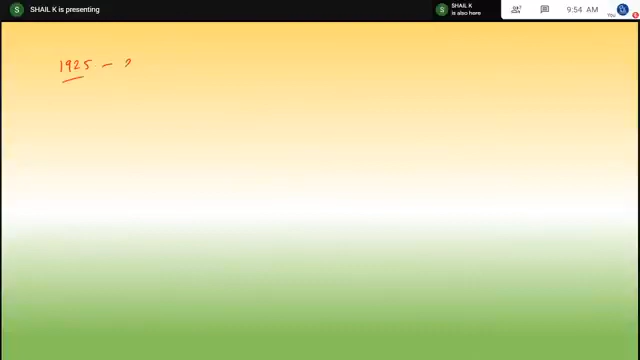 SHAIL K is presenting
SHAIL K
is also here
9:54 AM
You
1925 -